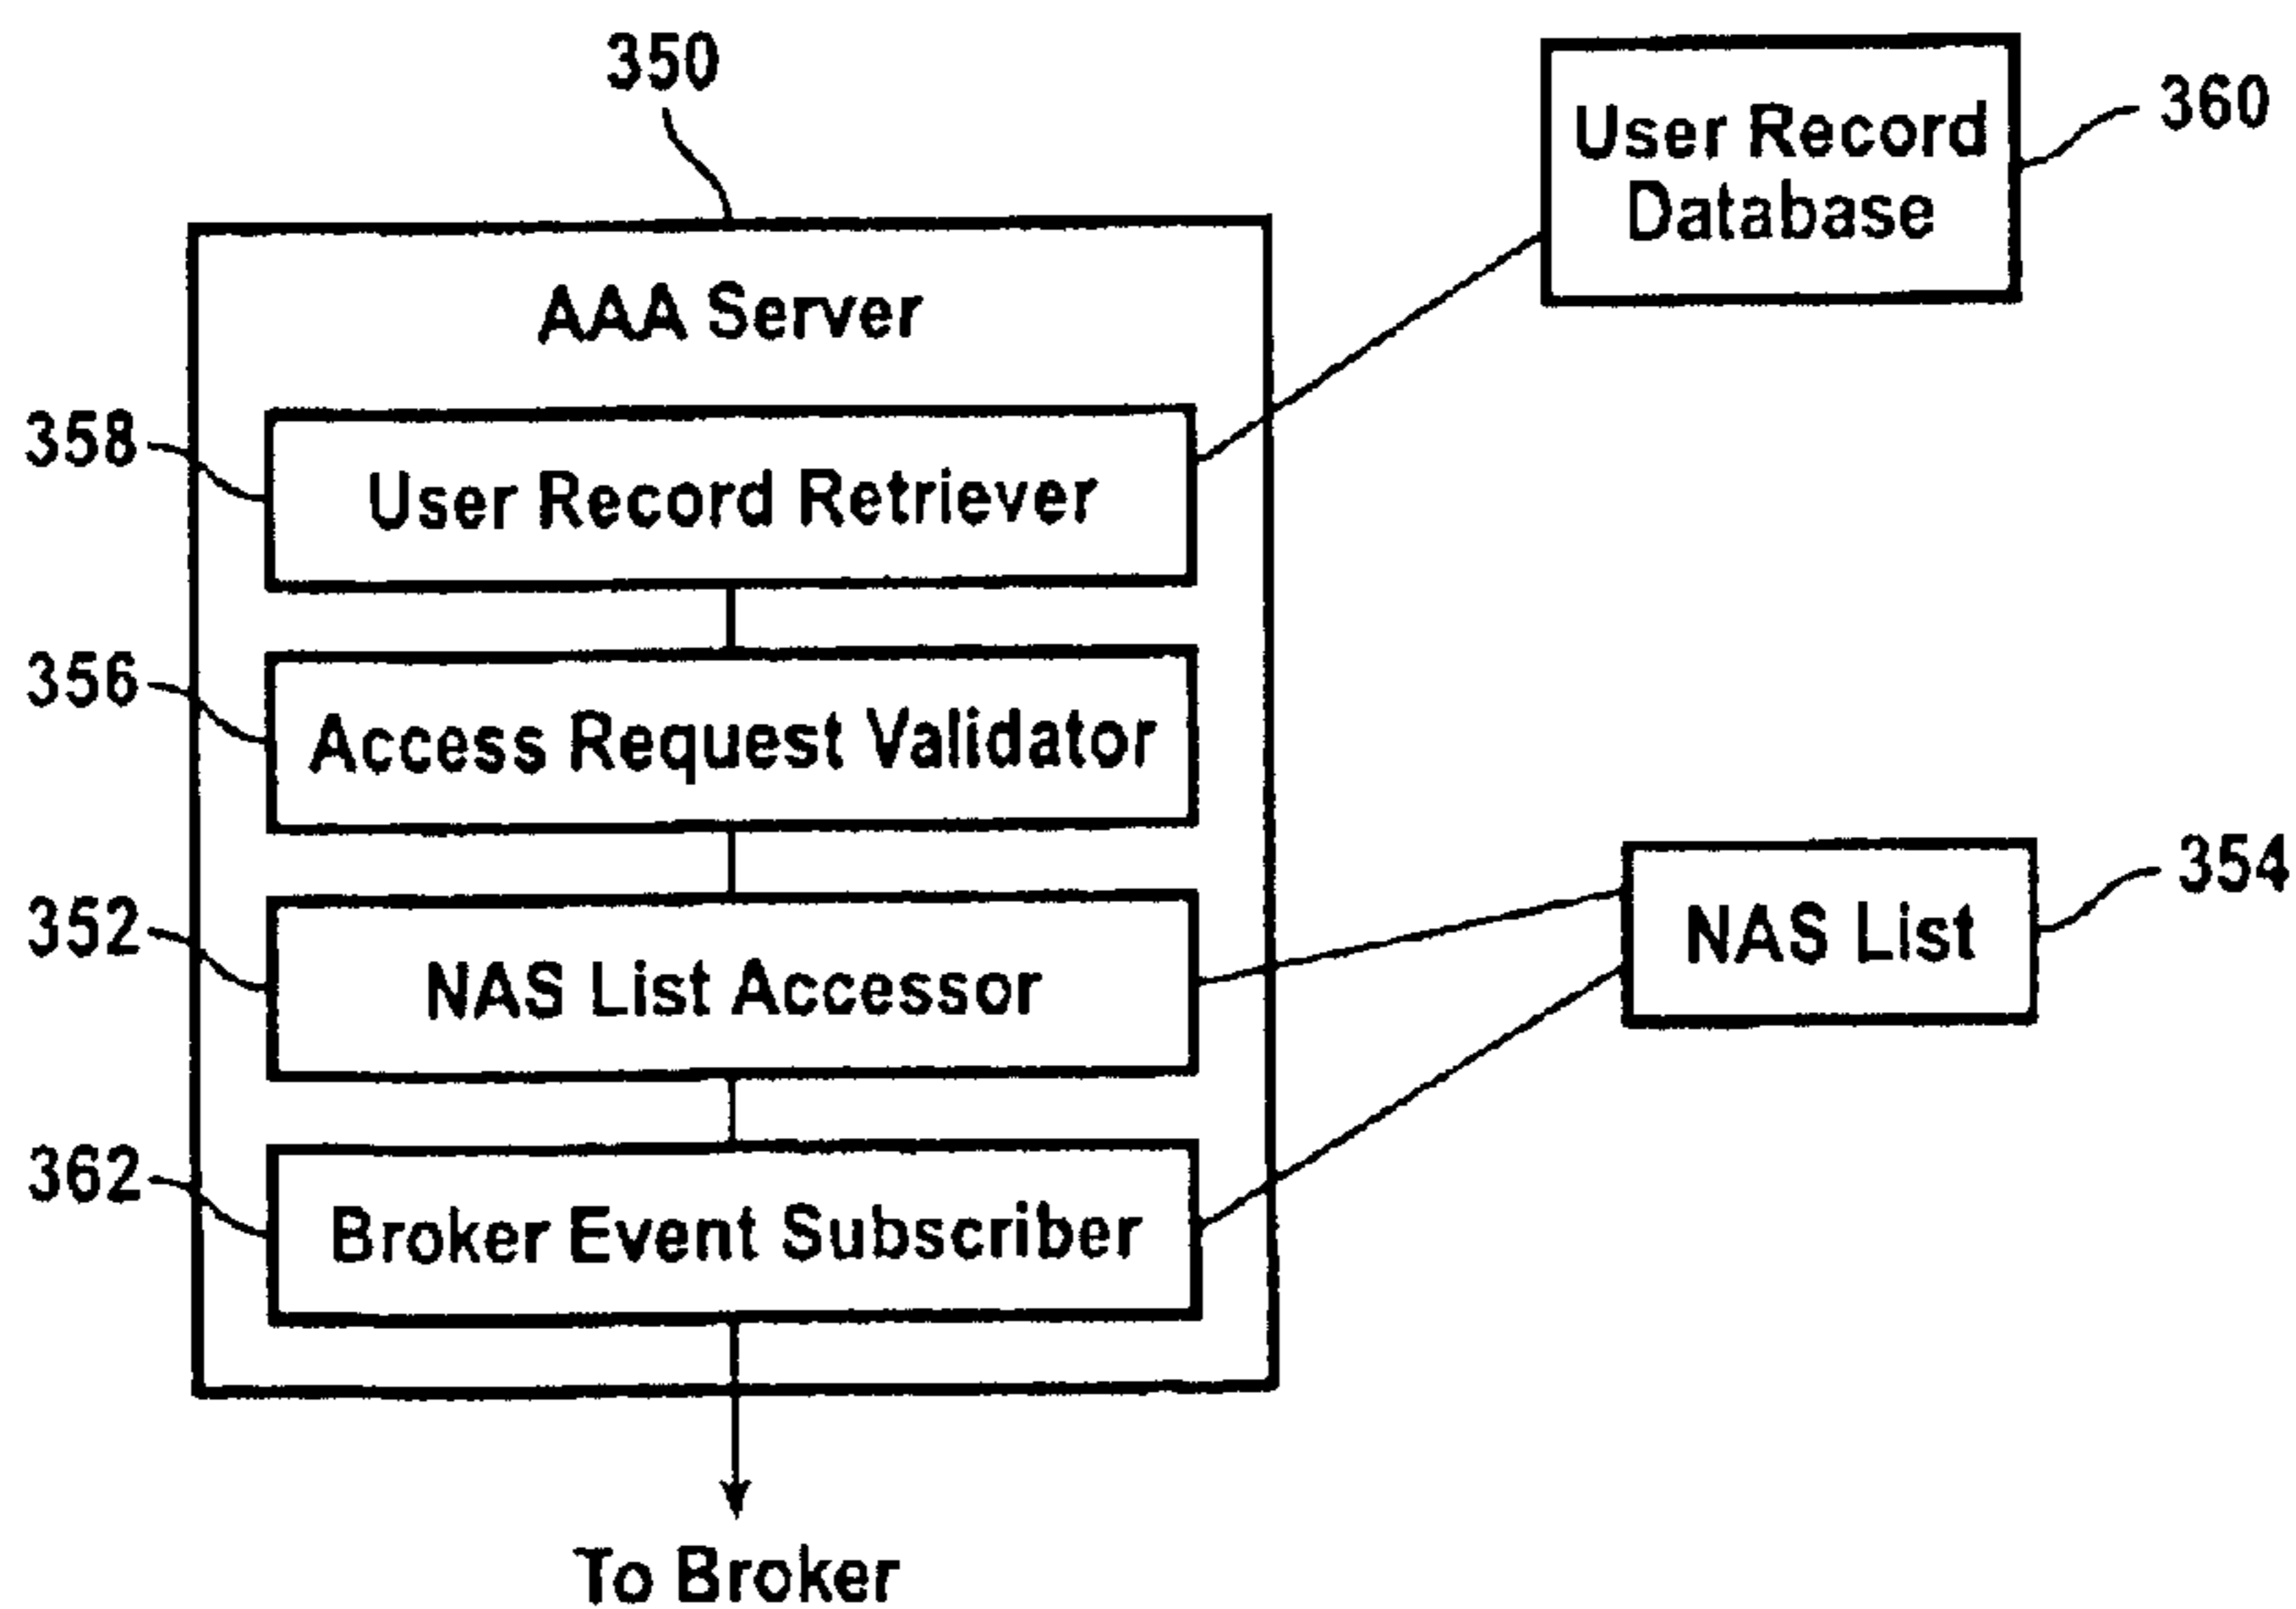 350
User Record
Database
360
AAA Server
358
User Record Retriever
356
Access Request Validator
352
NAS List Accessor
NAS List
354
362
Broker Event Subscriber
To Broker